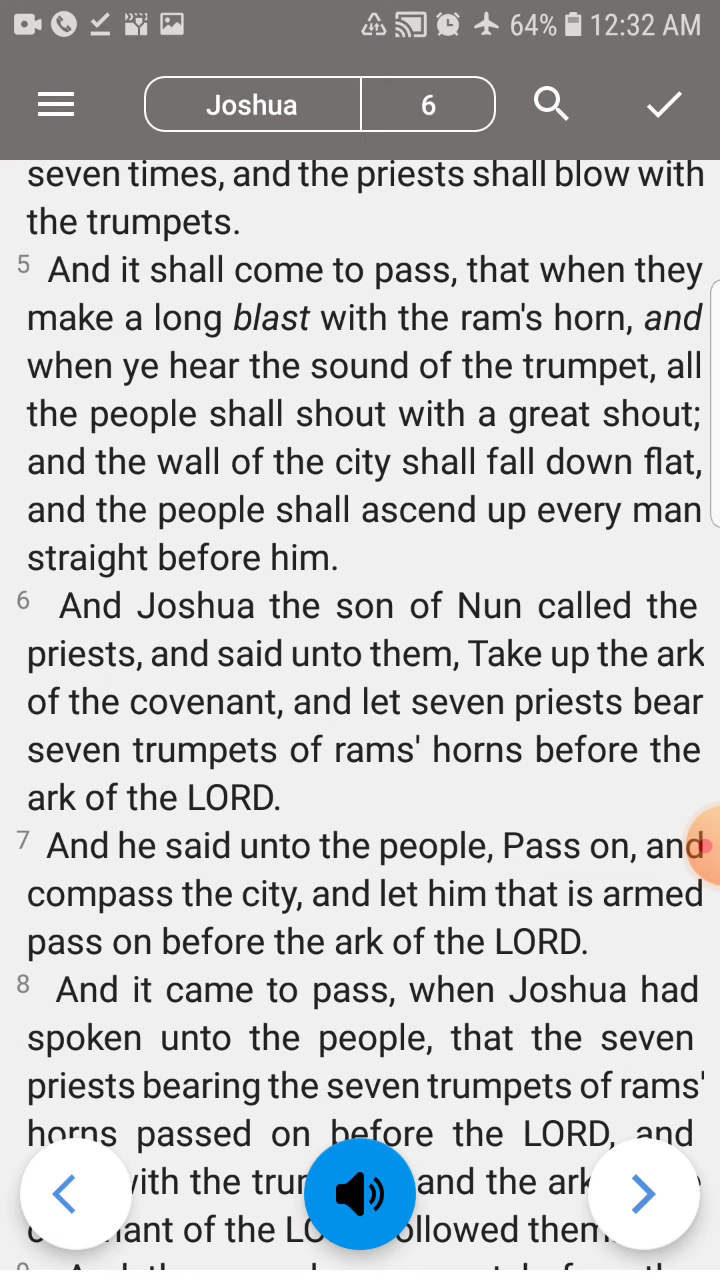 64% 12:32 AM
Joshua 6
seven times, and the priests shall blow with
the trumpets.
5 And it shall come to pass, that when they
make a long blast with the ram's horn, and
when ye hear the sound of the trumpet, all
the people shall shout with a great shout;
and the wall of the city shall fall down flat,
and the people shall ascend up every man
straight before him.
6 And Joshua the son of Nun called the
priests, and said unto them, Take up the ark
of the covenant, and let seven priests bear
seven trumpets of rams' horns before the
ark of the LORD.
7 And he said unto the people, Pass on, and
compass the city, and let him that is armed
pass on before the ark of the LORD.
8 And it came to pass, when Joshua had
spoken unto the people, that the seven
priests bearing the seven trumpets of rams'
horns passed on before the LORD, and
with the and the ark
of the followed them